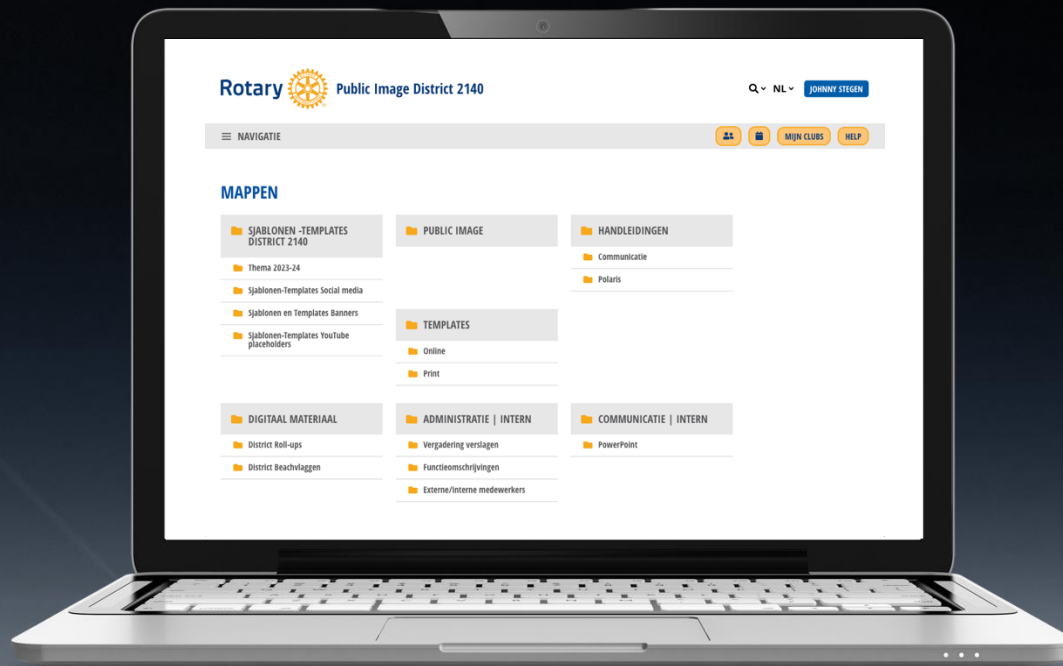 Rotary
Public Image District 2140
NL
JOHNNY STEGEN
NAVIGATIE
MIJN CLUBS
HELP
MAPPEN
SJABLONEN -TEMPLATES
DISTRICT 2140
Thema 2023-24
Sjablonen-Templates Social media
Sjablonen en Templates Banners
Sjablonen-Templates YouTube
placeholders
PUBLIC IMAGE
HANDLEIDINGEN
Communicatie
Polaris
TEMPLATES
Online
Print
DIGITAAL MATERIAAL
District Roll-ups
District Beachvlaggen
ADMINISTRATIE | INTERN
Vergadering verslagen
Functieomschrijvingen
Externe/interne medewerkers
COMMUNICATIE | INTERN
PowerPoint